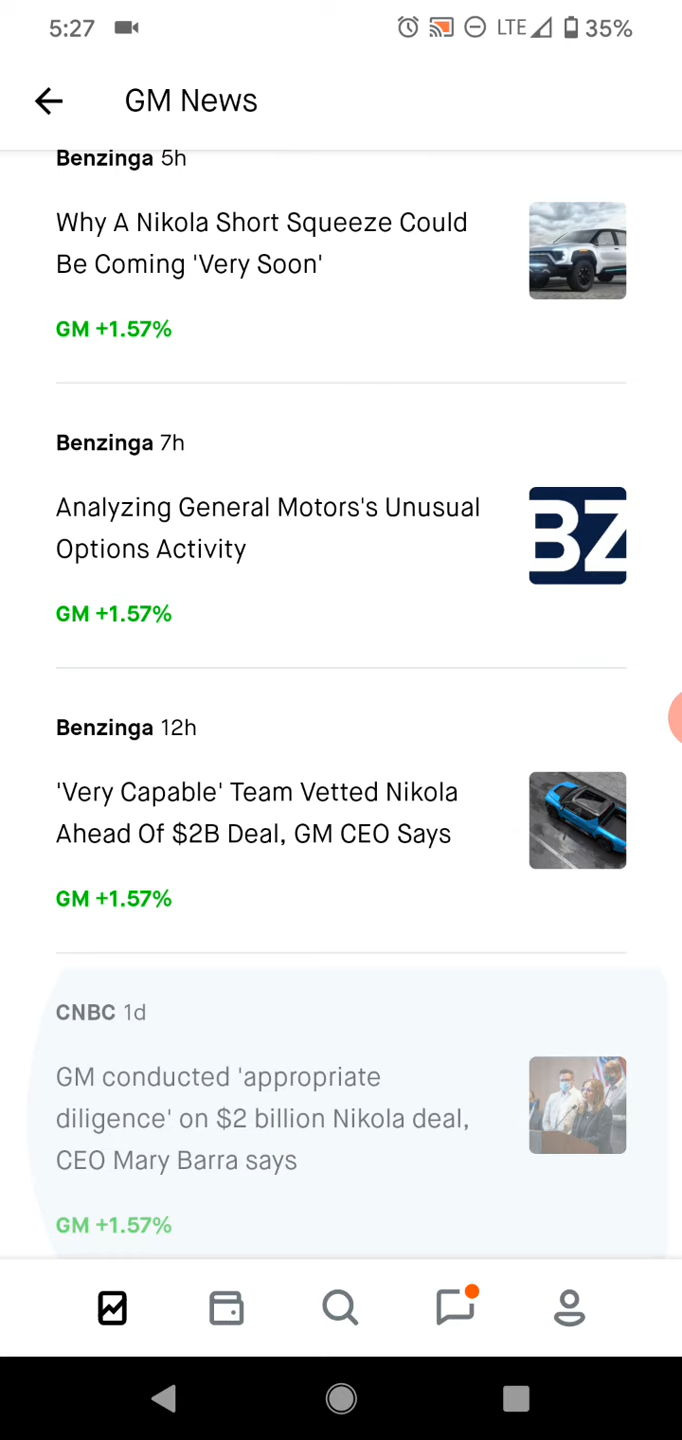 5:27 LTE 35%
GM News
Benzinga 5h
Why A Nikola Short Squeeze Could
Be Coming 'Very Soon'
GM +1.57%
Benzinga 7h
Analyzing General Motors's Unusual
Options Activity
BZ
GM +1.57%
Benzinga 12h
'Very Capable' Team Vetted Nikola
Ahead Of $2B Deal, GM CEO Says
GM +1.57%
CNBC 1d
GM conducted 'appropriate
diligence' on $2 billion Nikola deal,
CEO Mary Barra says
GM +1.57%